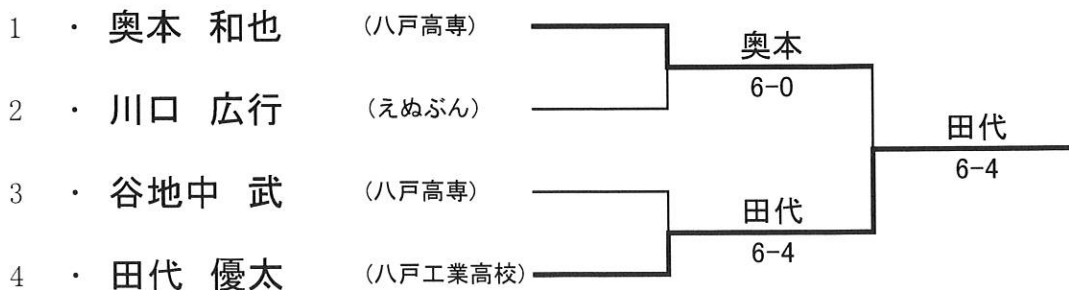 1 ・ 奥本 和也 (八戸高専)
奥本
6-0
2 ・ 川口 広行 (えぬぶん)
田代
6-4
3 ・ 谷地中 武 (八戸高専)
田代
6-4
4 ・ 田代 優太 (八戸工業高校)